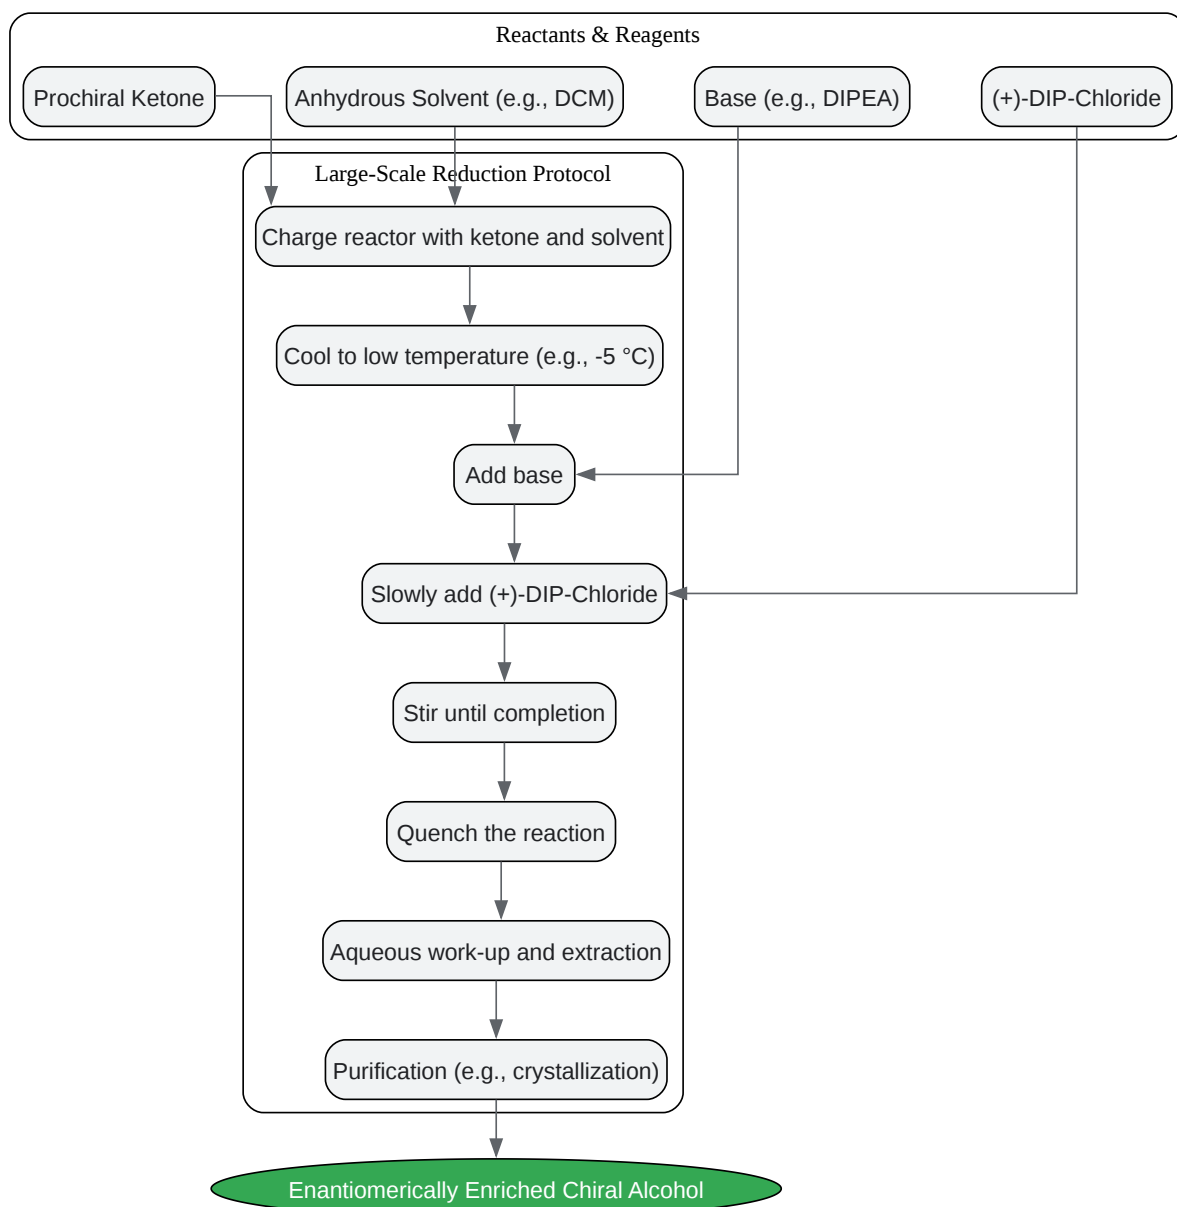 Reactants & Reagents
Prochiral Ketone
Anhydrous Solvent (e.g., DCM)
Base (e.g., DIPEA)
(+)-DIP-Chloride
Large-Scale Reduction Protocol
Charge reactor with ketone and solvent
Cool to low temperature (e.g., -5 °C)
Add base
Slowly add (+)-DIP-Chloride
Stir until completion
Quench the reaction
Aqueous work-up and extraction
Purification (e.g., crystallization)
Enantiomerically Enriched Chiral Alcohol